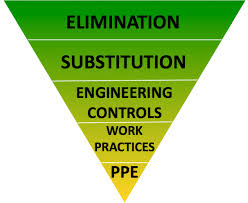 ELIMINATION
SUBSTITUTION
ENGINEERING
CONTROLS
WORK
PRACTICES
PPE